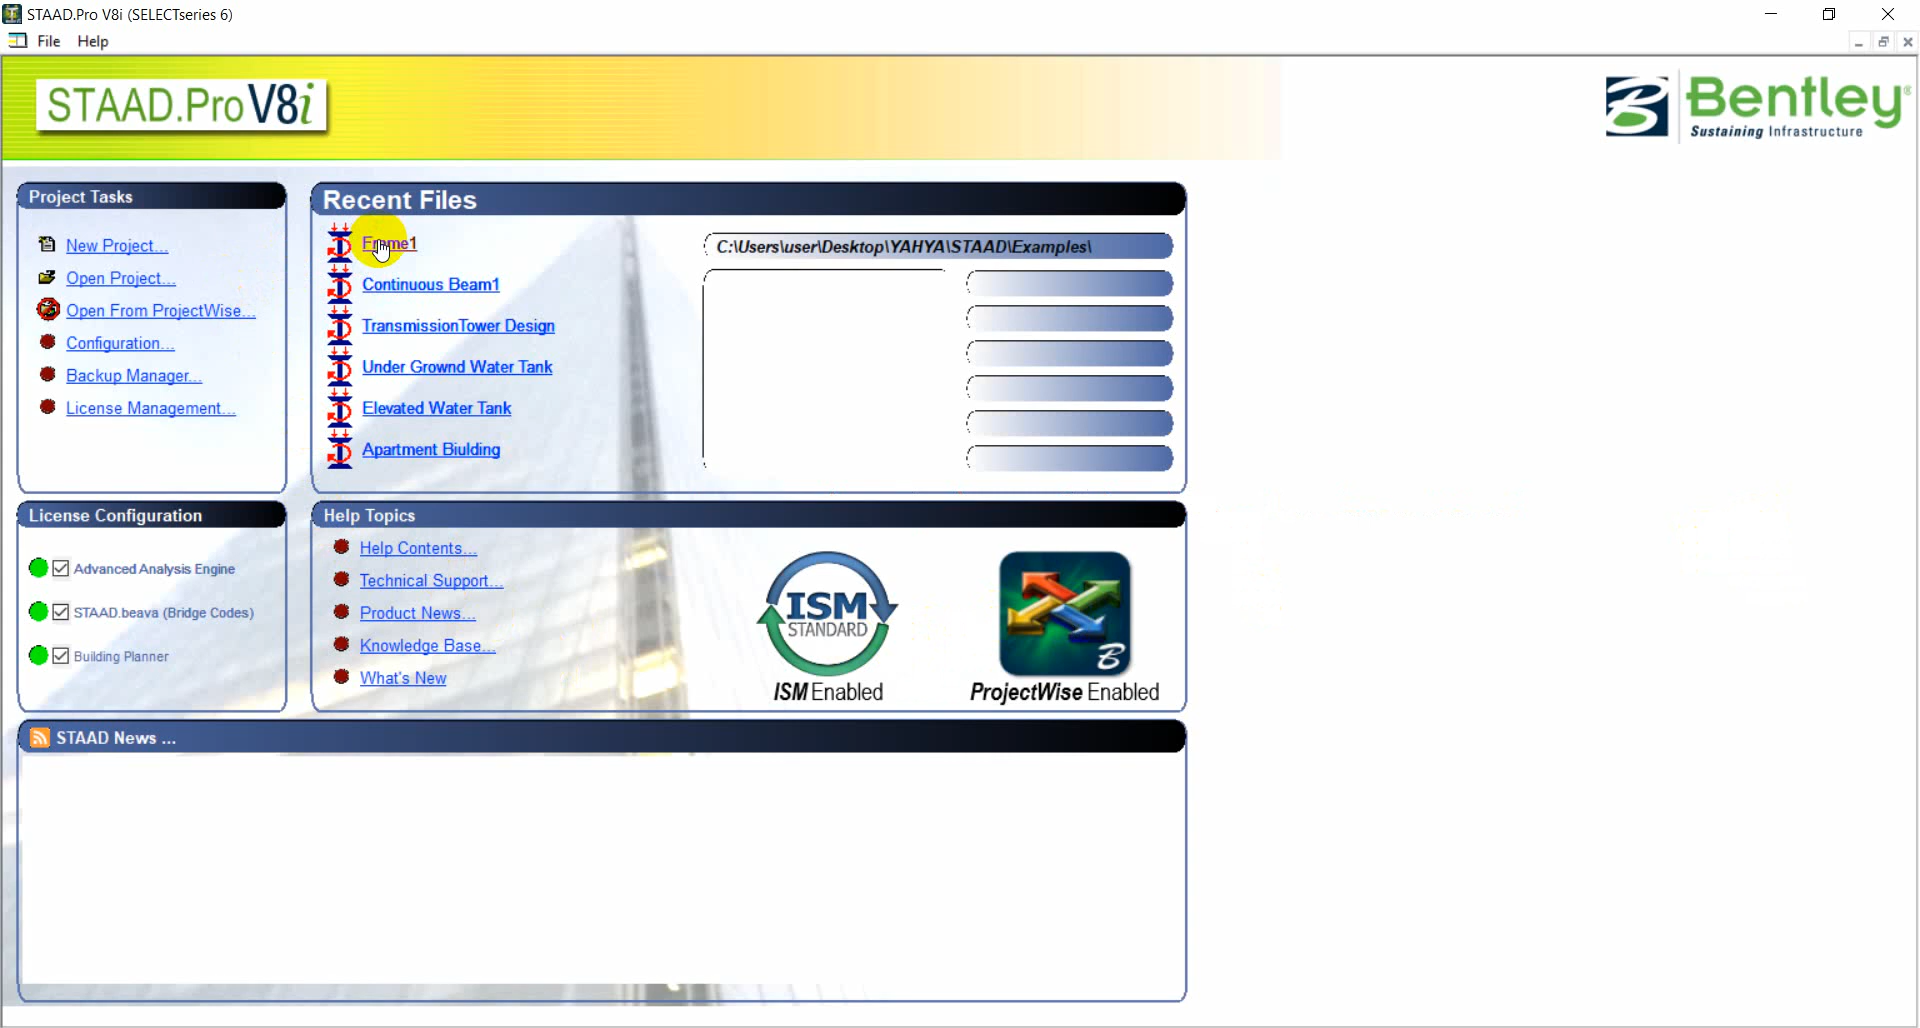 STAAD.Pro V8i (SELECTseries 6)
File Help
STAAD.Pro V8i
Bentley®
Sustaining Infrastructure
Project Tasks
New Project...
Open Project...
Open From ProjectWise...
Configuration...
Backup Manager...
License Management...
Recent Files
Frame1
Continuous Beam1
TransmissionTower Design
Under Grownd Water Tank
Elevated Water Tank
Apartment Biulding
C:\Users\user\Desktop\YAHYA\STAAD\Examples\
License Configuration
Advanced Analysis Engine
STAAD.beava (Bridge Codes)
Building Planner
Help Topics
Help Contents...
Technical Support...
Product News...
Knowledge Base...
What's New
ISM
STANDARD
ISM Enabled
B
ProjectWise Enabled
STAAD News ...